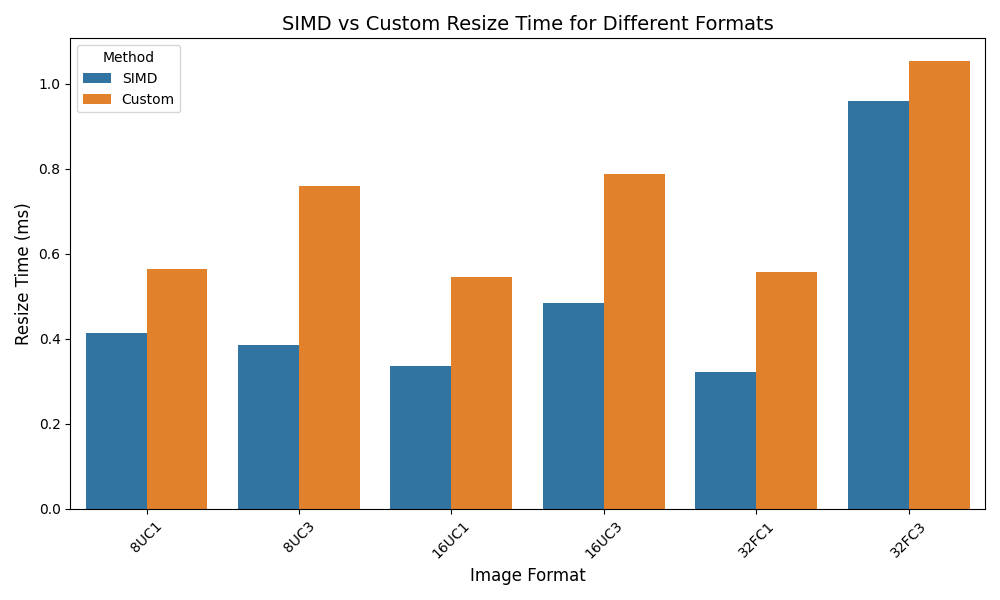 SIMD vs Custom Resize Time for Different Formats
Method
SIMD
Custom
Resize Time (ms)
1.0
0.8
0.6
0.4
0.2
0.0
8UC1
8UC3
16UC1
16UC3
32FC1
32FC3
Image Format